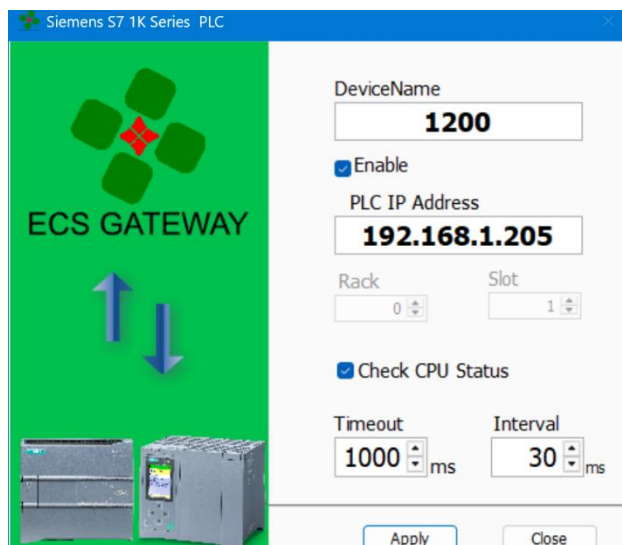 Siemens S7 1K Series PLC
ECS GATEWAY
DeviceName
1200
Enable
PLC IP Address
192.168.1.205
Rack Slot
0 1
Check CPU Status
Timeout Interval
1000 ms 30 ms
Apply Close